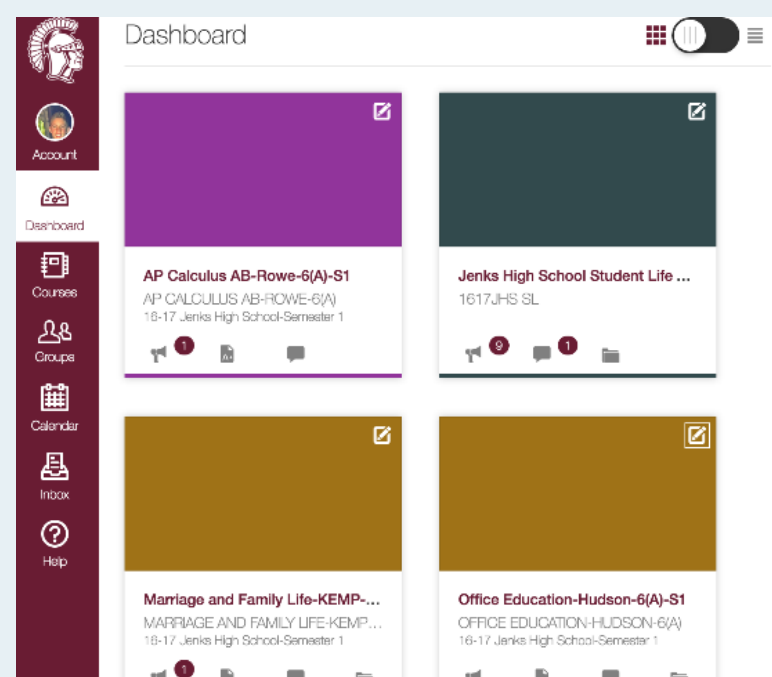 Dashboard
Account
Dashboard
Courses
Groups
Calendar
Inbox
Help
AP Calculus AB-Rowe-6(A)-S1
AP CALCULUS AB-ROWE-6(A)
16-17 Jenks High School-Semester 1
1
Jenks High School Student Life ...
1617JHS SL
9
1
Marriage and Family Life-KEMP-...
MARRIAGE AND FAMILY LIFE-KEMP...
16-17 Jenks High School-Semester 1
1
Office Education-Hudson-6(A)-S1
OFFICE EDUCATION-HUDSON-6(A)
16-17 Jenks High School-Semester 1